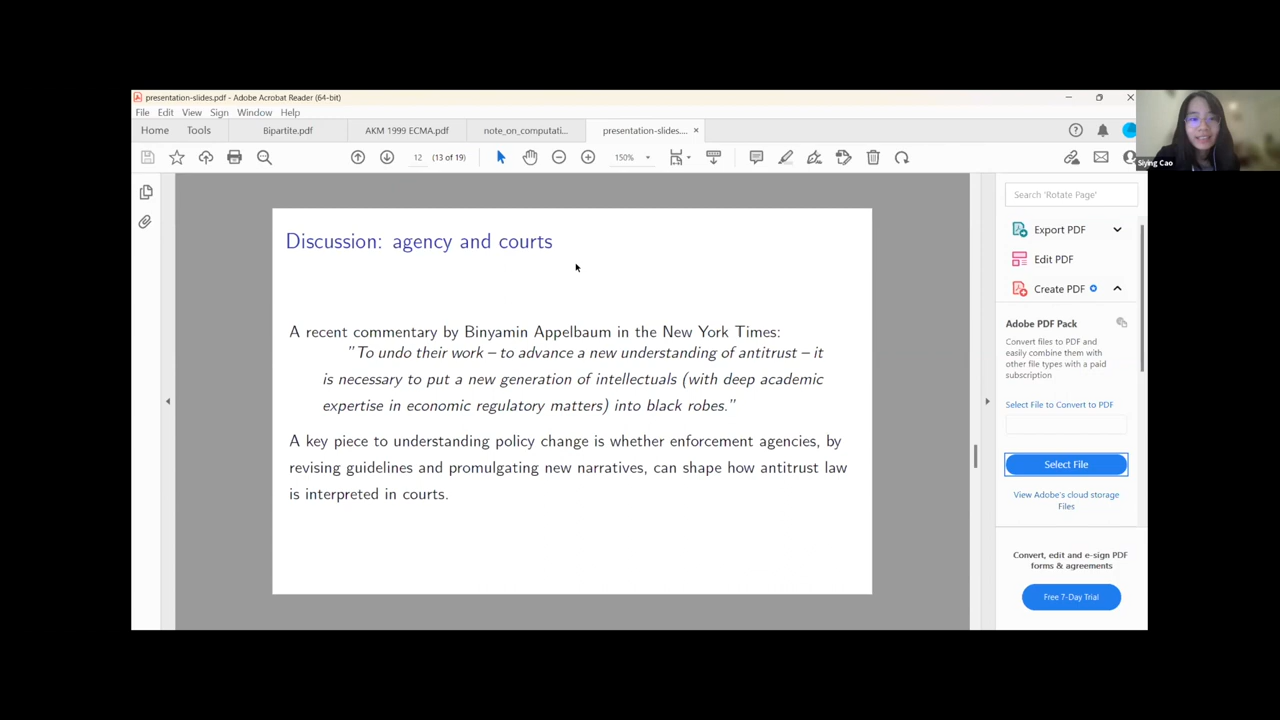 presentation-slides.pdf - Adobe Acrobat Reader (64-bit)
File Edit View Sign Window Help
Home Tools Bipartite.pdf AKM 1999 ECMA.pdf note_on_computati... presentation-slides.... ×
12 (13 of 19) 150%
Siying Cao
Search 'Rotate Page'
Export PDF
Edit PDF
Create PDF
Adobe PDF Pack
Convert files to PDF and
easily combine them with
other file types with a paid
subscription
Select File to Convert to PDF
Select File
View Adobe's cloud storage
Files
Convert, edit and e-sign PDF
forms & agreements
Free 7-Day Trial
Discussion: agency and courts
A recent commentary by Binyamin Appelbaum in the New York Times:
"To undo their work – to advance a new understanding of antitrust – it
is necessary to put a new generation of intellectuals (with deep academic
expertise in economic regulatory matters) into black robes."
A key piece to understanding policy change is whether enforcement agencies, by
revising guidelines and promulgating new narratives, can shape how antitrust law
is interpreted in courts.